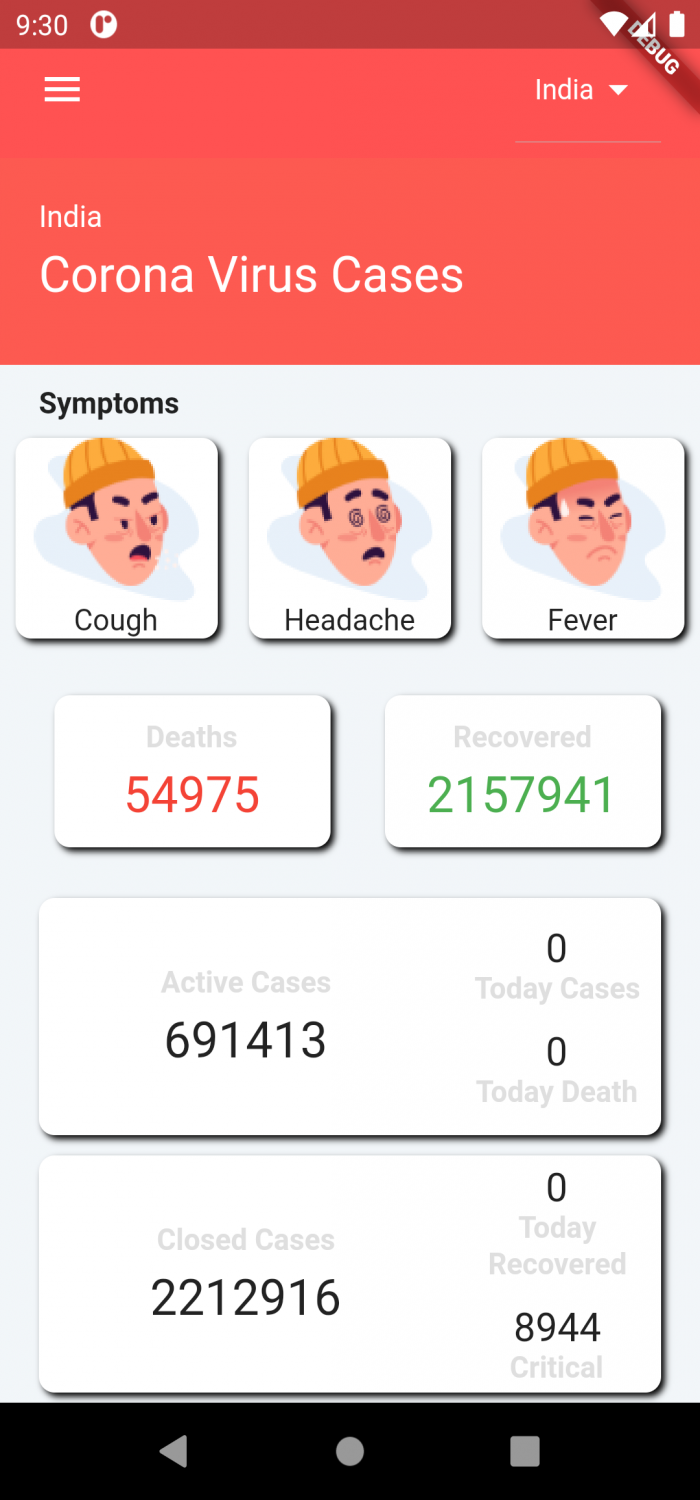 9:30
DEBUG
India
India
Corona Virus Cases
Symptoms
Cough
Headache
Fever
Deaths
54975
Recovered
2157941
Active Cases
691413
0
Today Cases
0
Today Death
Closed Cases
2212916
0
Today
Recovered
8944
Critical